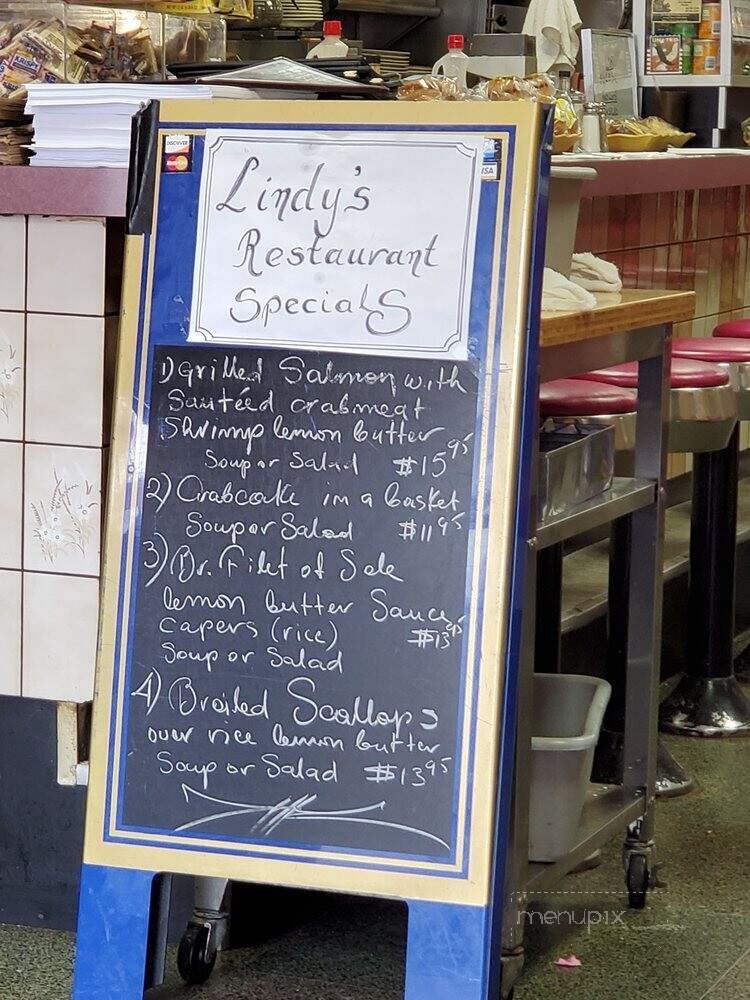 DISCOVER
VISA
Lindy's
Restaurant
Specials
1) Grilled Salmon with
Sautéed crabmeat
Shrimp lemon butter
Soup or Salad $15.95
2) Crabcake in a basket
Soup or Salad $11.95
3) Br. Filet of Sole
lemon butter Sauce
capers (rice) $13.95
Soup or Salad
4) Broiled Scallops
over rice lemon butter
Soup or Salad $13.95
menupix